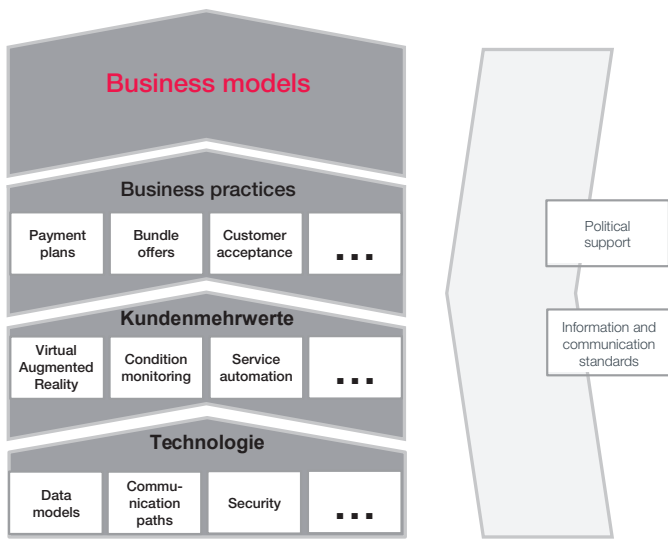 Business models
Business practices
Payment
plans
Bundle
offers
Customer
acceptance
...
Kundenmehrwerte
Virtual
Augmented
Reality
Condition
monitoring
Service
automation
...
Technologie
Data
models
Commu-
nication
paths
Security
...
Political
support
Information and
communication
standards